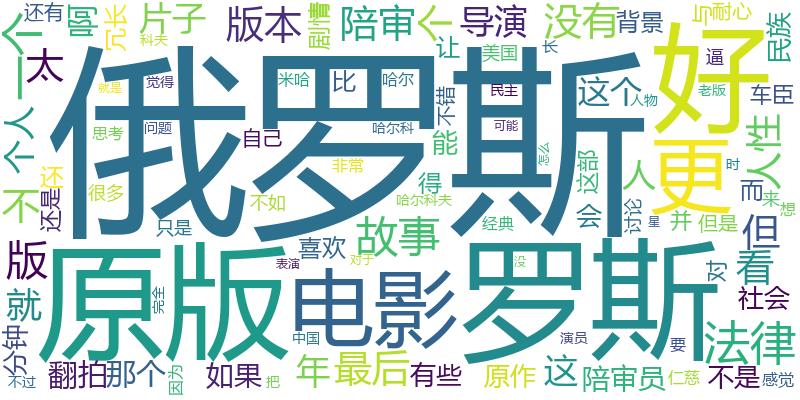 还有 啊 片子 版本 剧情 陪审 个 导演 没有 背景 与 耐心 民族
一个 冗长 科夫 让 美国 长 逼
太 就是 觉得 米哈 比 哈尔 民主 不错 这个 人物 老版 车臣
俄罗斯 好
个人 思考 问题 自己 哈尔科 能 可能 怎么 这部 人性
不 还是 还 很多 非常 得 哈尔科夫 更 人 时 而 来 想
只是 不如 故事 经典 会 讨论 星 并 但是 但
版 原版 喜欢 电影 罗斯 对 看
表演 对于 没
就 完全 社会
分钟 中国 演员 要 法律
不过 翻拍 那个 因为 如果 把 年 最后 有些 原作 这 陪审员 仁慈 不是 感觉